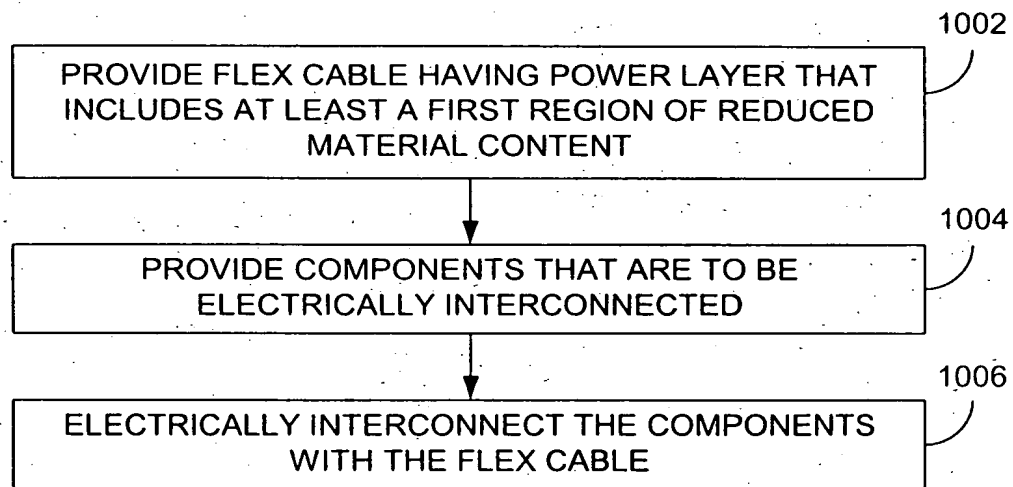 1002
PROVIDE FLEX CABLE HAVING POWER LAYER THAT
INCLUDES AT LEAST A FIRST REGION OF REDUCED
MATERIAL CONTENT
1004
PROVIDE COMPONENTS THAT ARE TO BE
ELECTRICALLY INTERCONNECTED
1006
ELECTRICALLY INTERCONNECT THE COMPONENTS
WITH THE FLEX CABLE